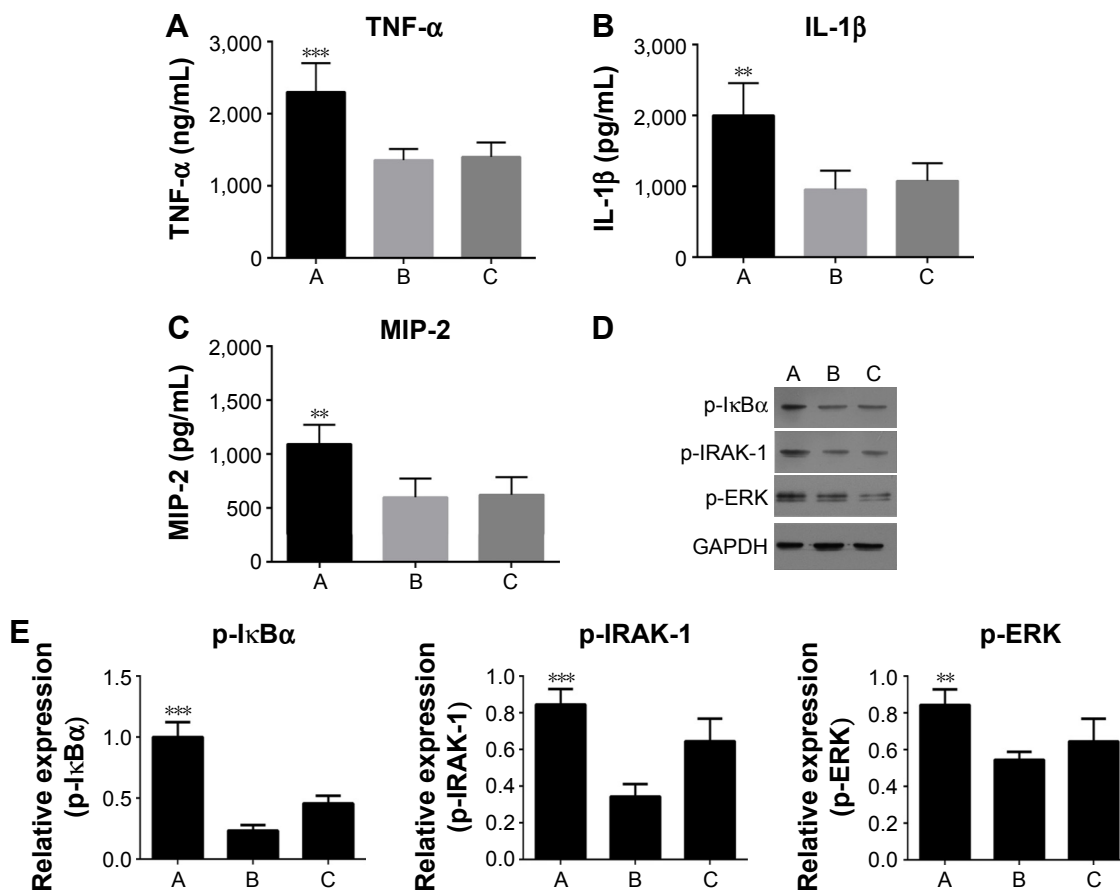 A
TNF-α
TNF-α (ng/mL)
3,000
2,000
1,000
0
***
A B C
B
IL-1β
IL-1β (pg/mL)
3,000
2,000
1,000
0
**
A B C
C
MIP-2
MIP-2 (pg/mL)
2,000
1,500
1,000
500
0
**
A B C
D
A B C
p-IκBα
p-IRAK-1
p-ERK
GAPDH
E
p-IκBα
Relative expression
(p-IκBα)
1.5
1.0
0.5
0.0
***
A B C
p-IRAK-1
Relative expression
(p-IRAK-1)
1.0
0.8
0.6
0.4
0.2
0.0
***
A B C
p-ERK
Relative expression
(p-ERK)
1.0
0.8
0.6
0.4
0.2
0.0
**
A B C